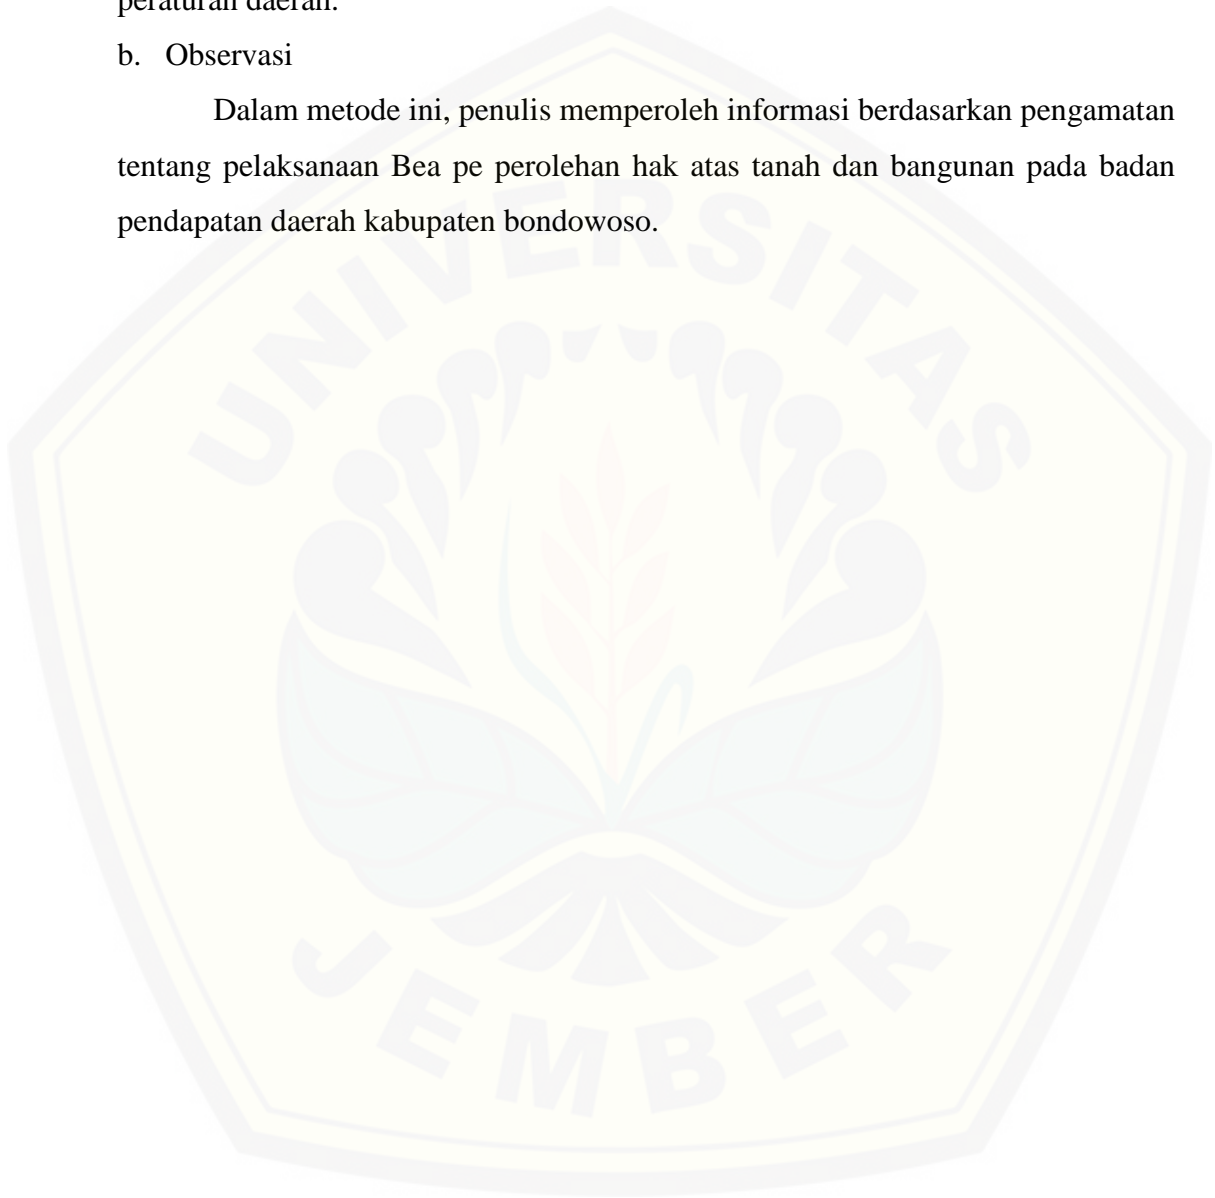 peraturan daerah.
b. Observasi
Dalam metode ini, penulis memperoleh informasi berdasarkan pengamatan
tentang pelaksanaan Bea pe perolehan hak atas tanah dan bangunan pada badan
pendapatan daerah kabupaten bondowoso.
UNIVERSITAS
JEMBER